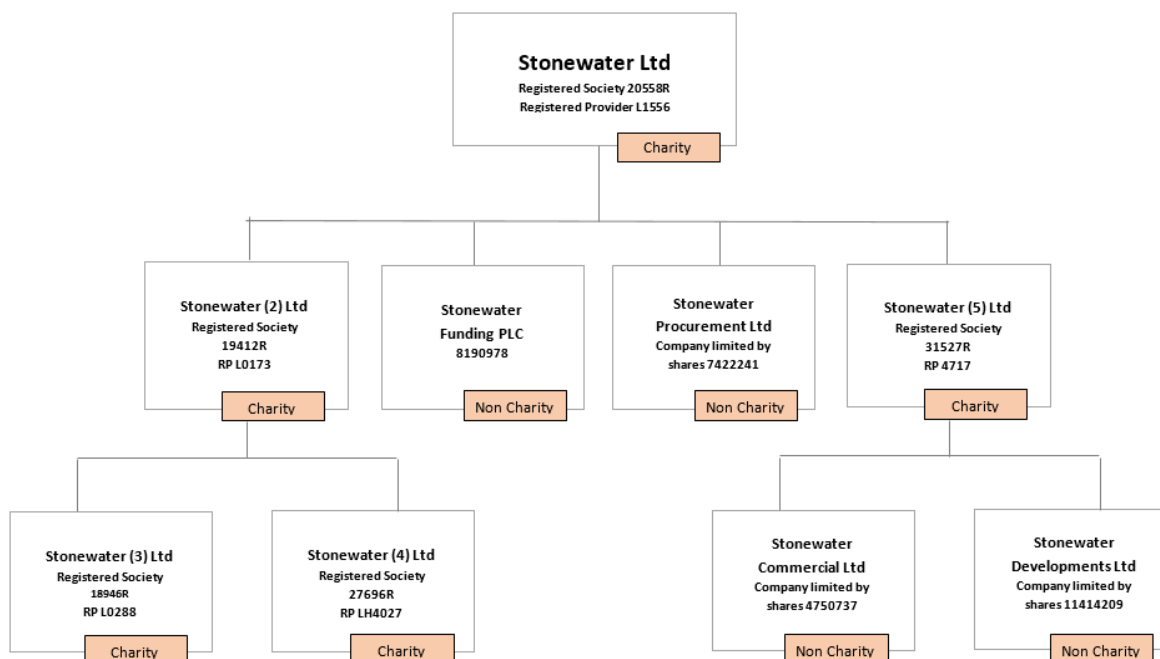 Stonewater Ltd
Registered Society 20558R
Registered Provider L1556
Charity
Stonewater (2) Ltd
Registered Society
19412R
RP L0173
Charity
Stonewater
Funding PLC
8190978
Non Charity
Stonewater
Procurement Ltd
Company limited by
shares 7422241
Non Charity
Stonewater (5) Ltd
Registered Society
31527R
RP 4717
Charity
Stonewater (3) Ltd
Registered Society
18946R
RP L0288
Charity
Stonewater (4) Ltd
Registered Society
27696R
RP LH4027
Charity
Stonewater
Commercial Ltd
Company limited by
shares 4750737
Non Charity
Stonewater
Developments Ltd
Company limited by
shares 11414209
Non Charity